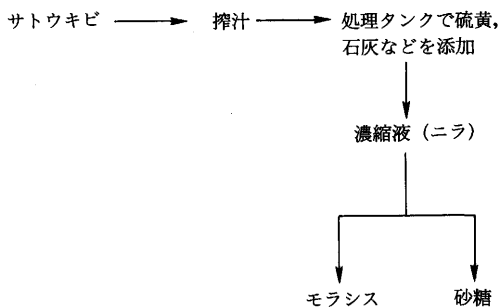 サトウキビ
搾汁
処理タンクで硫黄,
石灰などを添加
濃縮液（ニラ）
モラシス
砂糖